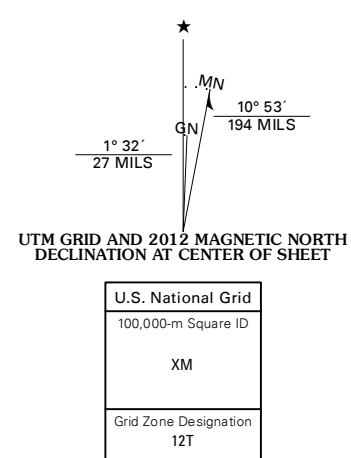 MN
10° 53´
194 MILS
GN
1° 32´
27 MILS
UTM GRID AND 2012 MAGNETIC NORTH
DECLINATION AT CENTER OF SHEET
U.S. National Grid
100,000-m Square ID
XM
Grid Zone Designation
12T